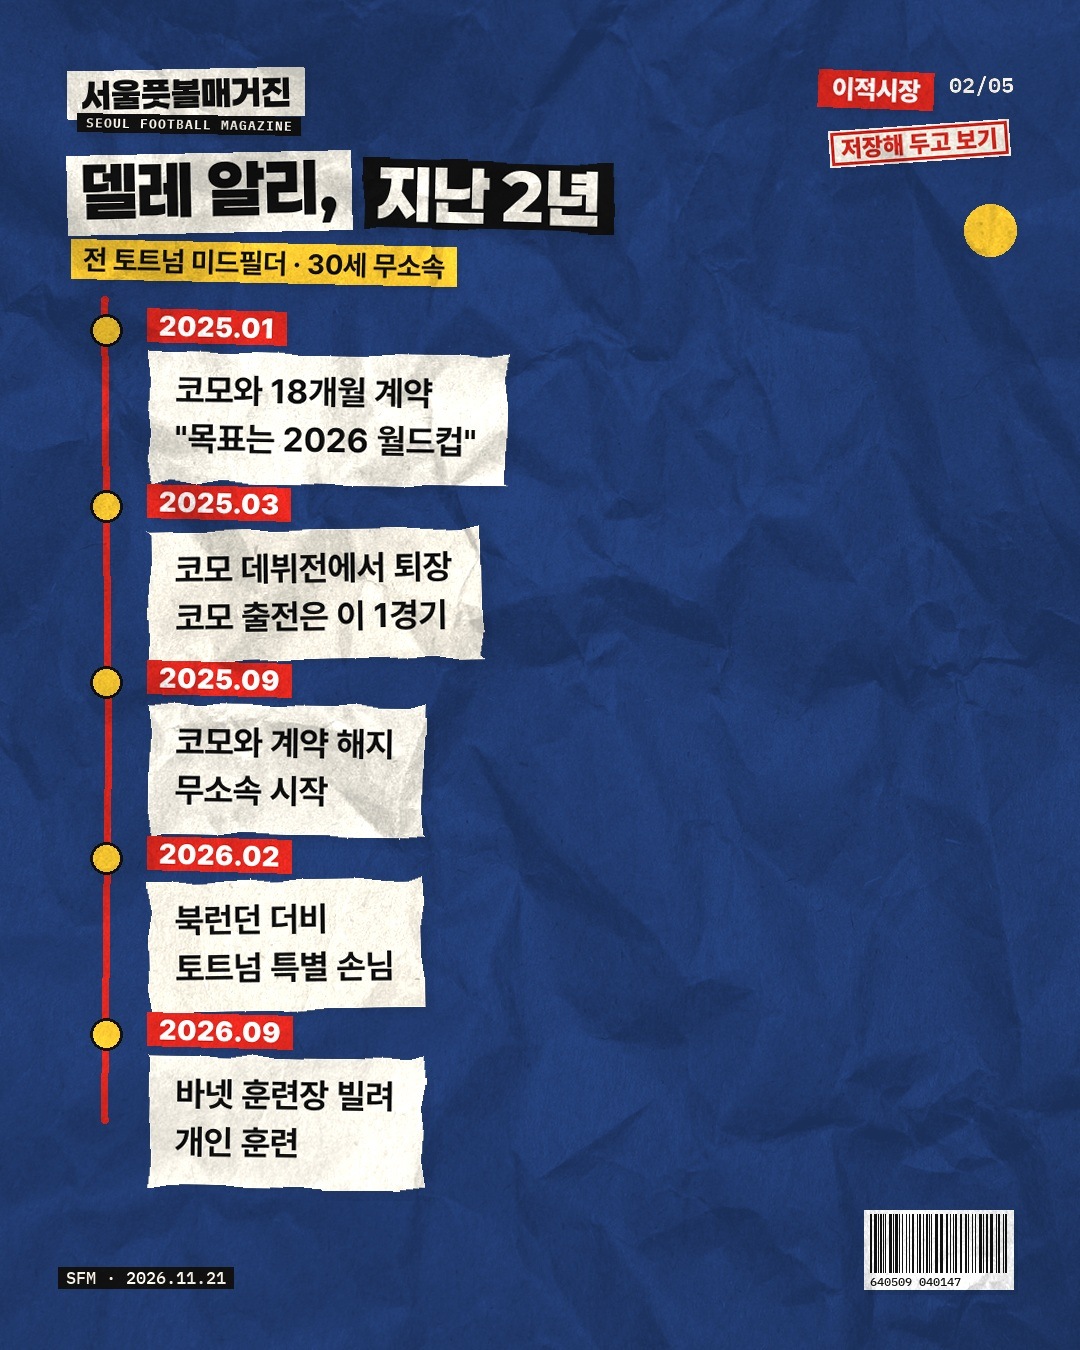 서울풋볼매거진
SEOUL FOOTBALL MAGAZINE
이적시장 02/05
저장해 두고 보기
델레 알리, 지난 2년
전 토트넘 미드필더 · 30세 무소속
2025.01
코모와 18개월 계약
"목표는 2026 월드컵"
2025.03
코모 데뷔전에서 퇴장
코모 출전은 이 1경기
2025.09
코모와 계약 해지
무소속 시작
2026.02
북런던 더비
토트넘 특별 손님
2026.09
바넷 훈련장 빌려
개인 훈련
SFM · 2026.11.21
640509 040147